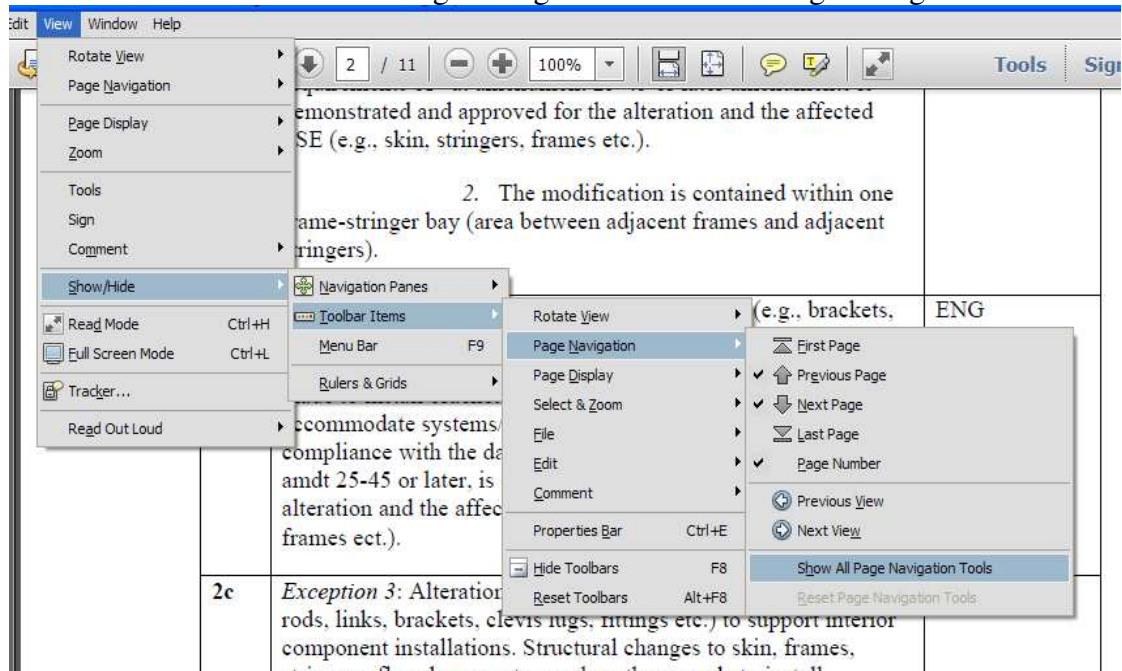 Edit View Window Help
2 / 11 100% Tools Sign
Rotate View
Page Navigation
Page Display
Zoom
Tools
Sign
Comment
Show/Hide
Read Mode Ctrl+H
Full Screen Mode Ctrl+L
Tracker...
Read Out Loud
Navigation Panes
Toolbar Items
Menu Bar F9
Rulers & Grids
Rotate View
Page Navigation
Page Display
Select & Zoom
File
Edit
Comment
Properties Bar Ctrl+E
Hide Toolbars F8
Reset Toolbars Alt+F8
First Page
Previous Page
Next Page
Last Page
Page Number
Previous View
Next View
Show All Page Navigation Tools
Reset Page Navigation Tools
emonstrated and approved for the alteration and the affected
SE (e.g., skin, stringers, frames etc.).
2. The modification is contained within one
rame-stringer bay (area between adjacent frames and adjacent
tringers).
(e.g., brackets, ENG
ccommodate systems/
compliance with the da
amdt 25-45 or later, is
alteration and the affec
frames ect.).
2c Exception 3: Alteration
rods, links, brackets, clevis lugs, fittings etc.) to support interior
component installations. Structural changes to skin, frames,